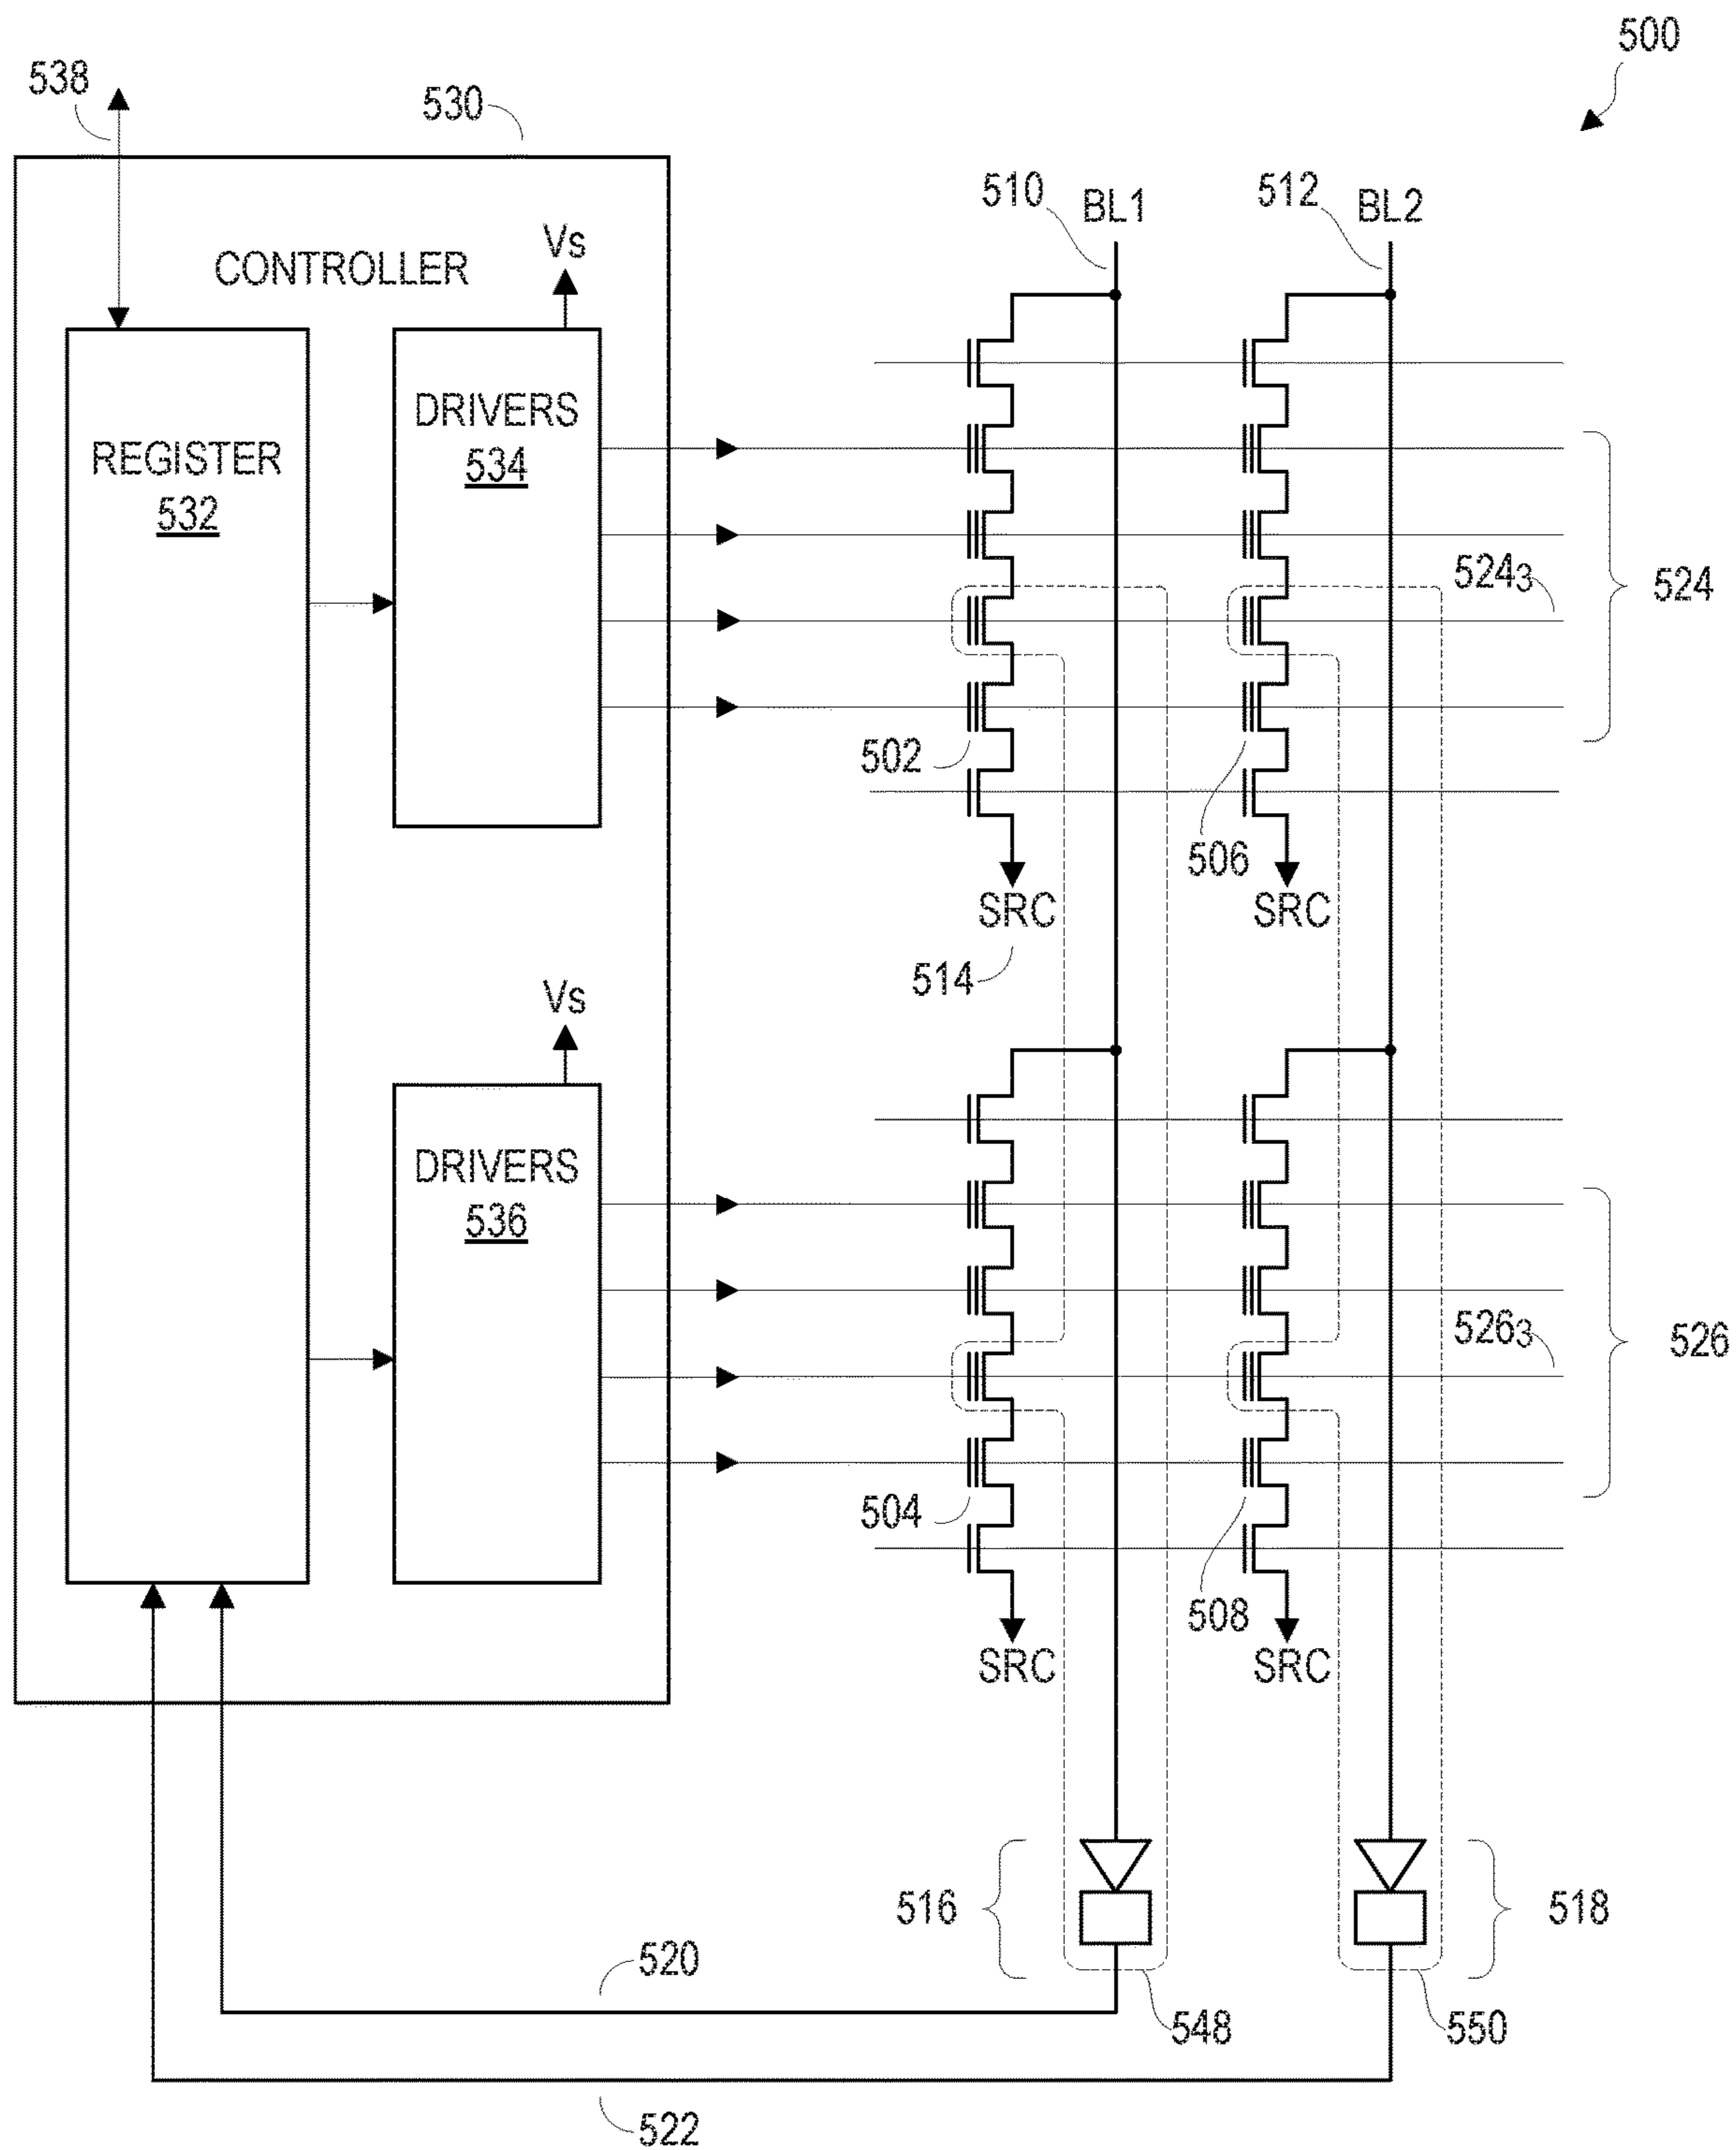 500
538
530
510 BL1
512 BL2
Vs
CONTROLLER
DRIVERS
534
REGISTER
532
524₃
524
502
506
SRC
SRC
514
Vs
DRIVERS
536
526₃
526
504
508
SRC
SRC
516
518
520
548
550
522